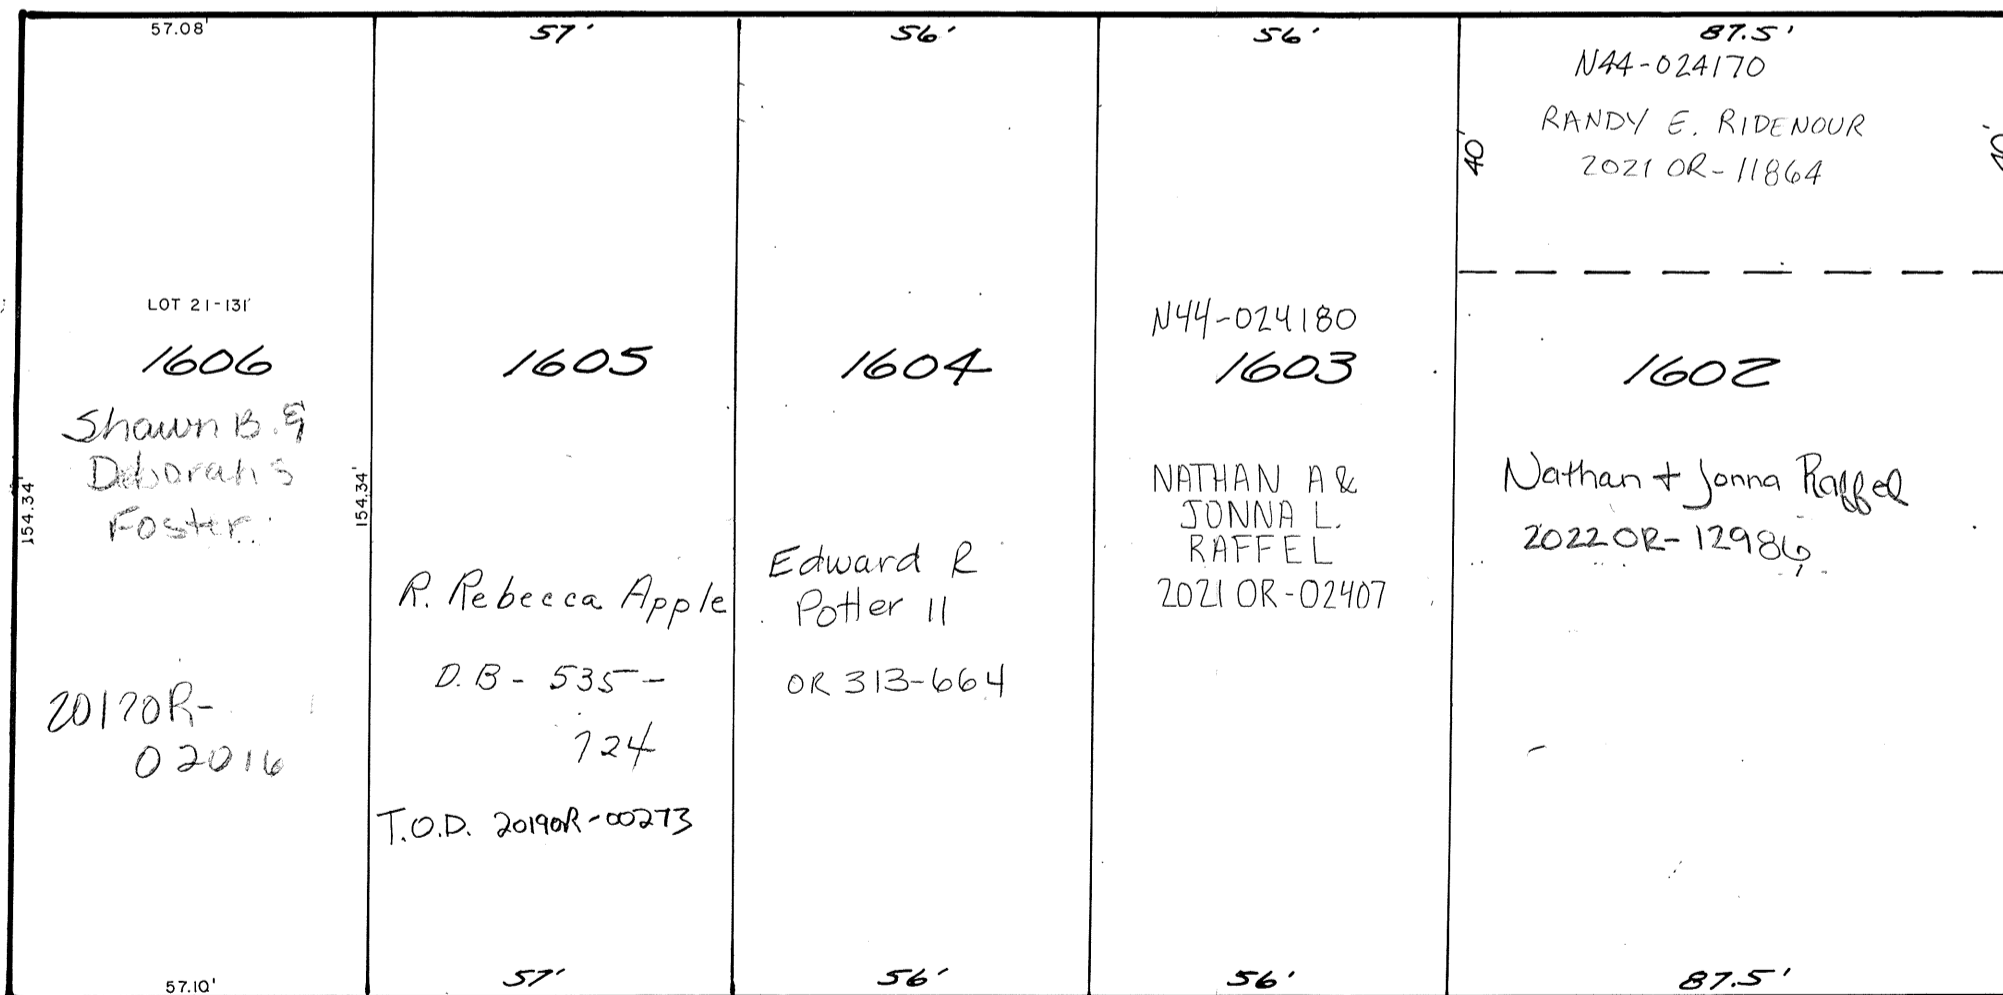 57.08'
LOT 21-131'
1606
Shawn B. &
Deborah S
Foster
154.34'
154.34'
2017OR-
02016
57.10'
57'
1605
R. Rebecca Apple
D.B - 535-
724
T.O.D. 2019OR-00273
57'
56'
1604
Edward R
Potter II
OR 313-664
56'
56'
N44-024180
1603
NATHAN A &
JONNA L.
RAFFEL
2021 OR-02407
56'
87.5'
N44-024170
RANDY E. RIDENOUR
2021 OR-11864
40'
1602
Nathan + Jonna Raffel
2022 OR-12986
87.5'